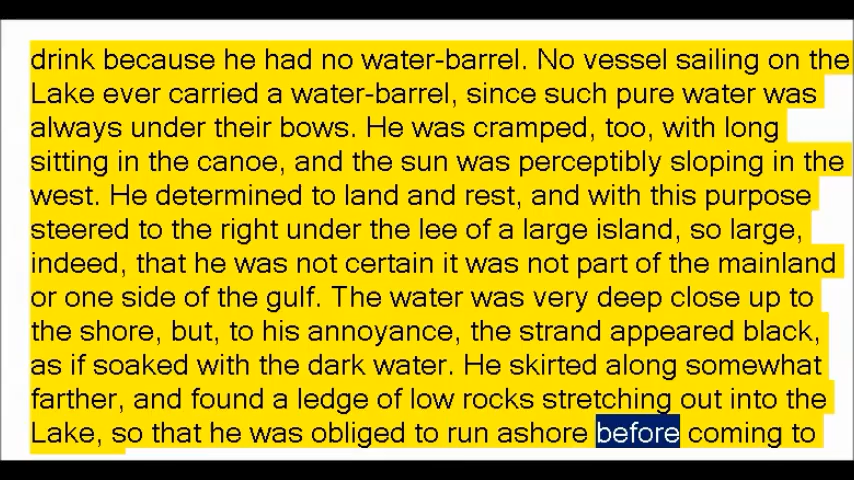 drink because he had no water-barrel. No vessel sailing on the
Lake ever carried a water-barrel, since such pure water was
always under their bows. He was cramped, too, with long
sitting in the canoe, and the sun was perceptibly sloping in the
west. He determined to land and rest, and with this purpose
steered to the right under the lee of a large island, so large,
indeed, that he was not certain it was not part of the mainland
or one side of the gulf. The water was very deep close up to
the shore, but, to his annoyance, the strand appeared black,
as if soaked with the dark water. He skirted along somewhat
farther, and found a ledge of low rocks stretching out into the
Lake, so that he was obliged to run ashore before coming to